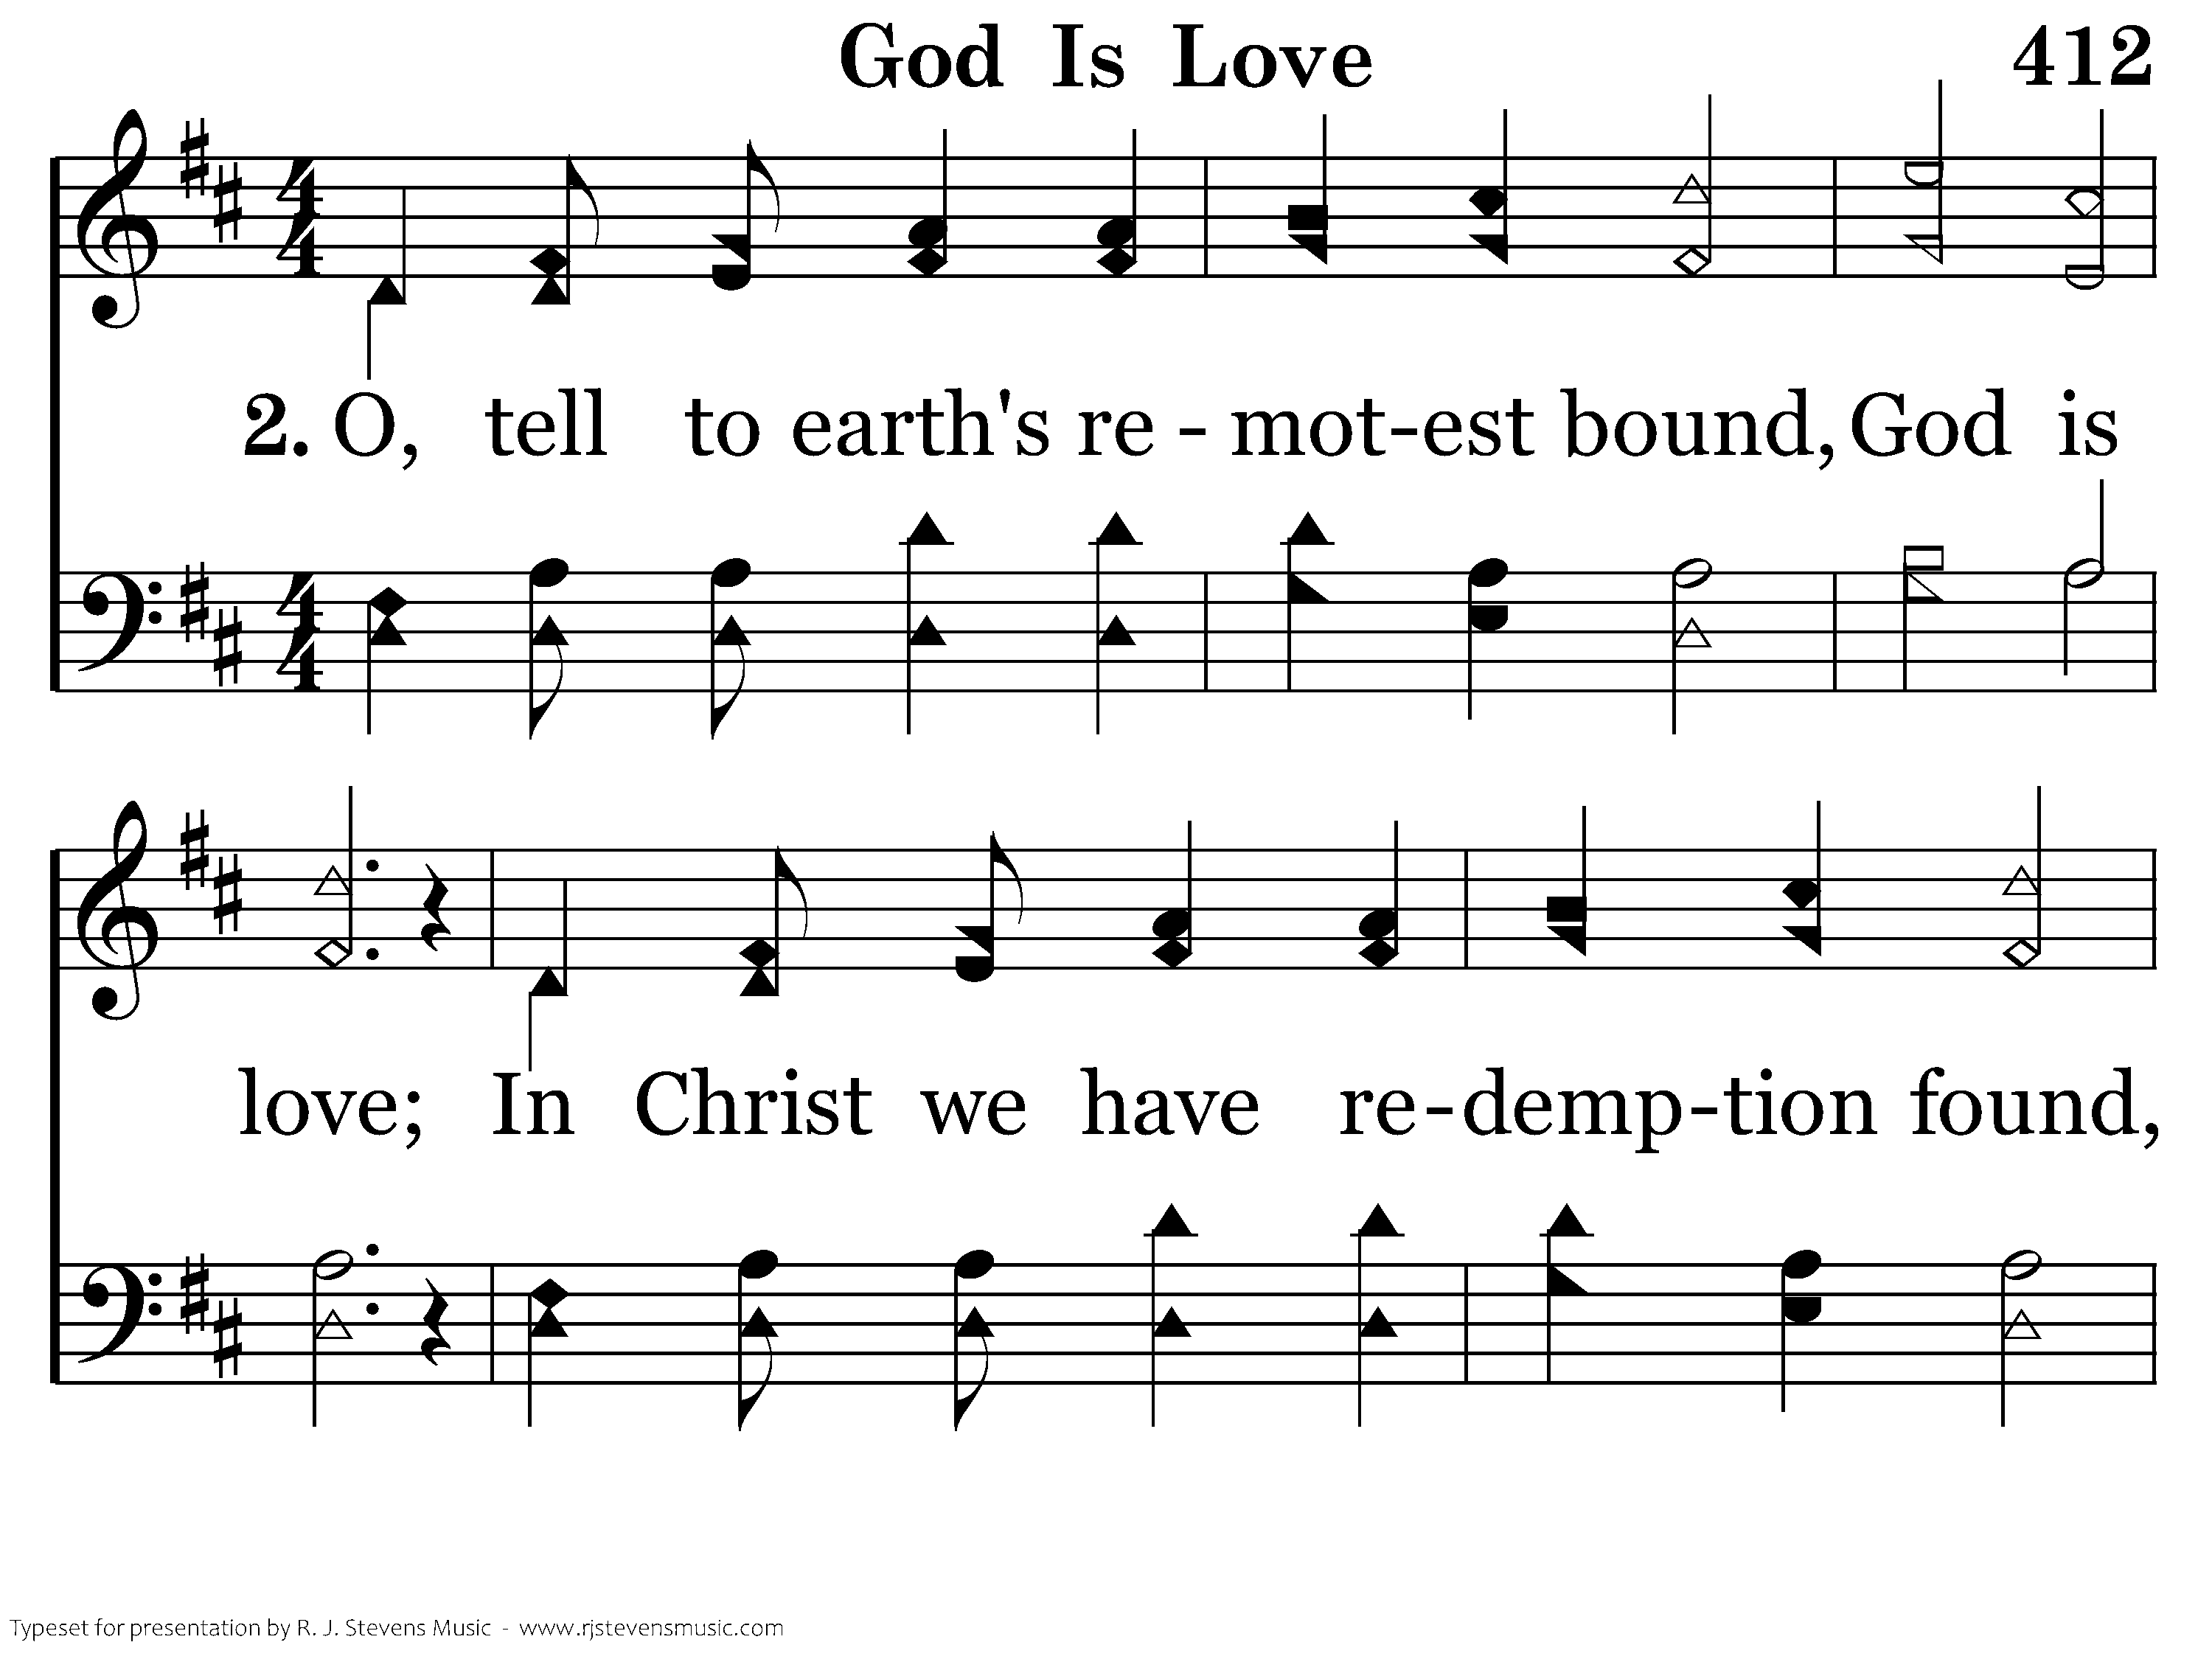 God Is Love 412
2. O, tell to earth's re - mot-est bound, God is
love; In Christ we have re-demp-tion found,
Typeset for presentation by R. J. Stevens Music - www.rjstevensmusic.com